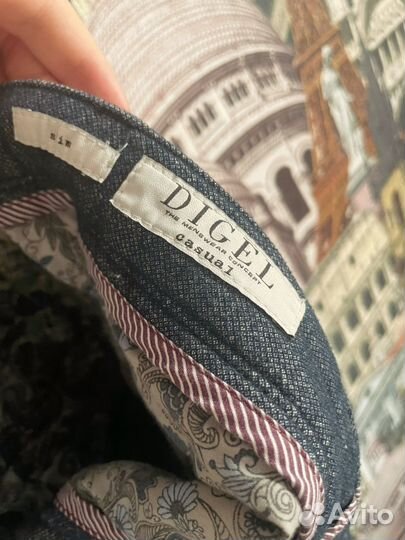 DIGEL
THE MENSWEAR CONCEPT
casual
Avito